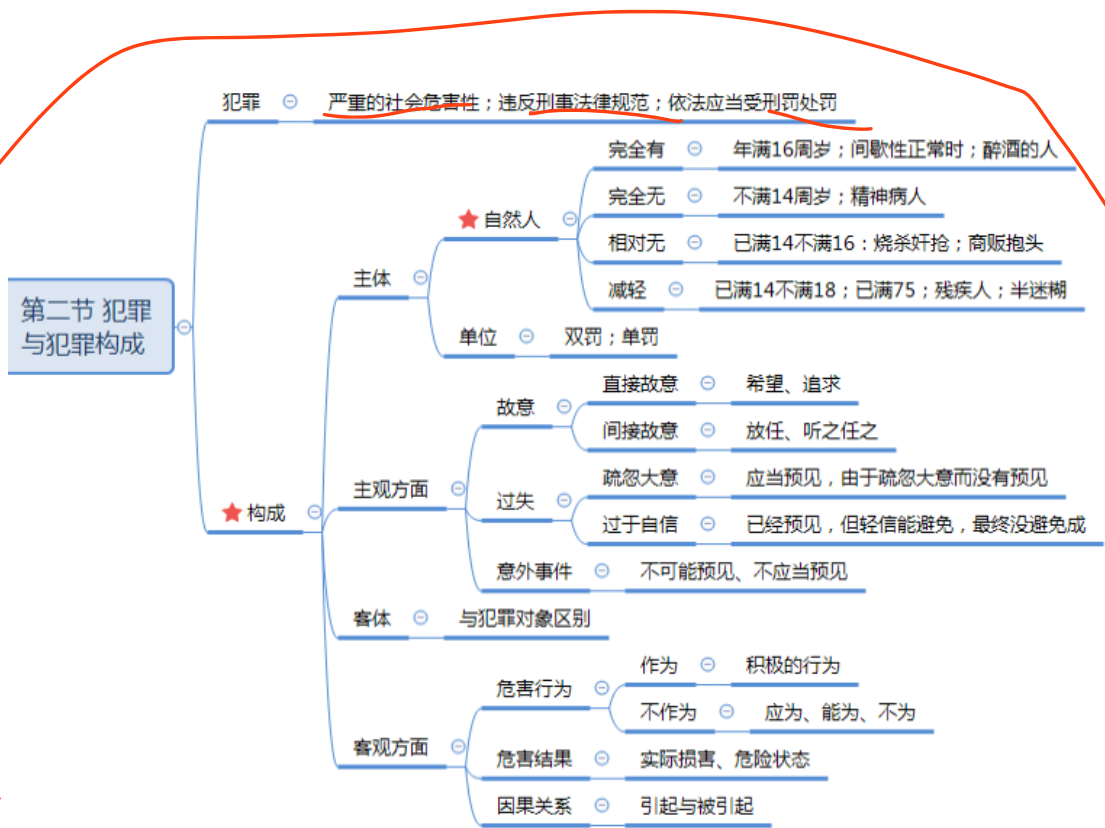 犯罪
严重的社会危害性；违反刑事法律规范；依法应当受刑罚处罚
完全有
年满16周岁；间歇性正常时；醉酒的人
完全无
不满14周岁；精神病人
自然人
相对无
已满14不满16：烧杀奸抢；商贩抱头
主体
减轻
已满14不满18；已满75；残疾人；半迷糊
第二节 犯罪
与犯罪构成
单位
双罚；单罚
直接故意
希望、追求
故意
间接故意
放任、听之任之
主观方面
疏忽大意
应当预见，由于疏忽大意而没有预见
过失
构成
过于自信
已经预见，但轻信能避免，最终没避免成
意外事件
不可能预见、不应当预见
客体
与犯罪对象区别
作为
积极的行为
危害行为
不作为
应为、能为、不为
客观方面
危害结果
实际损害、危险状态
因果关系
引起与被引起